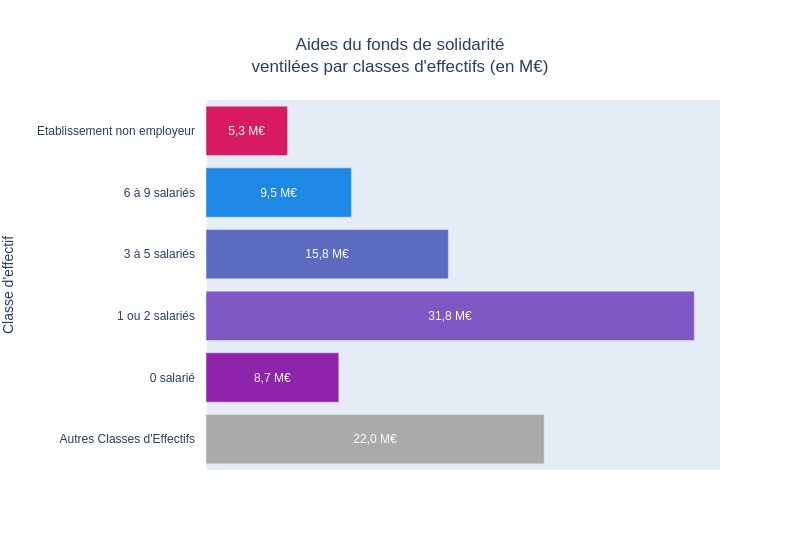 Aides du fonds de solidarité
ventilées par classes d'effectifs (en M€)
Classe d'effectif
Etablissement non employeur
5,3 M€
6 à 9 salariés
9,5 M€
3 à 5 salariés
15,8 M€
1 ou 2 salariés
31,8 M€
0 salarié
8,7 M€
Autres Classes d'Effectifs
22,0 M€